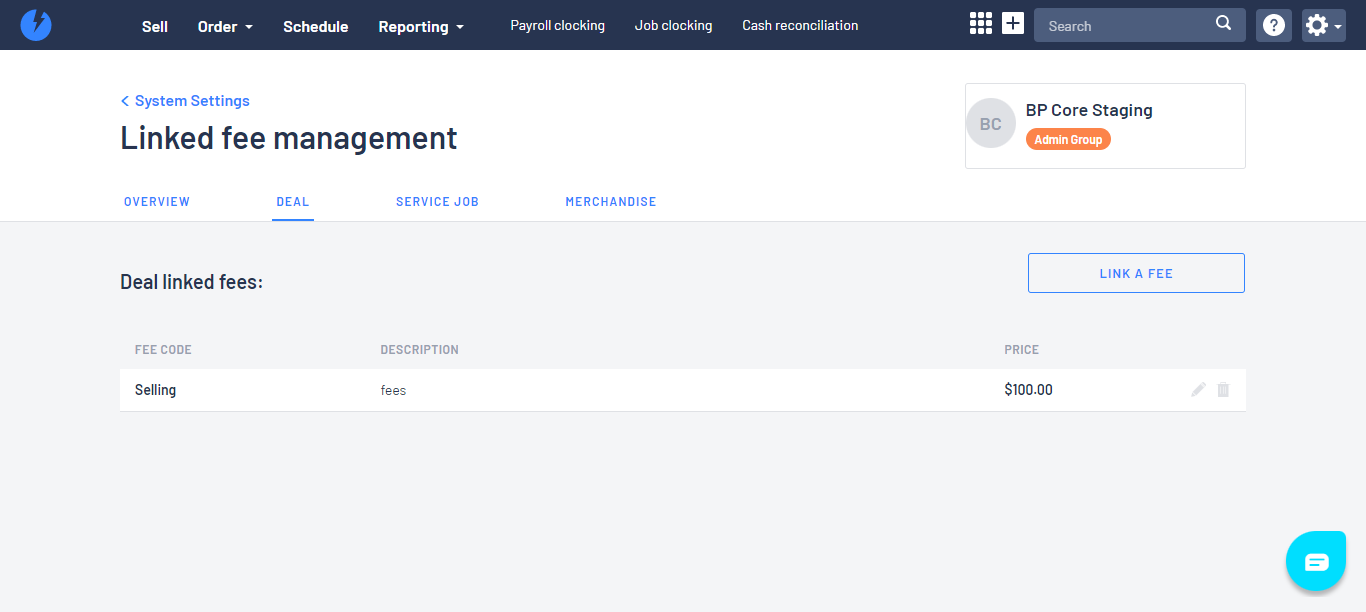 Sell Order Schedule Reporting Payroll clocking Job clocking Cash reconciliation Search
System Settings
Linked fee management
BC
BP Core Staging
Admin Group
OVERVIEW DEAL SERVICE JOB MERCHANDISE
Deal linked fees:
LINK A FEE
FEE CODE DESCRIPTION PRICE
Selling fees $100.00